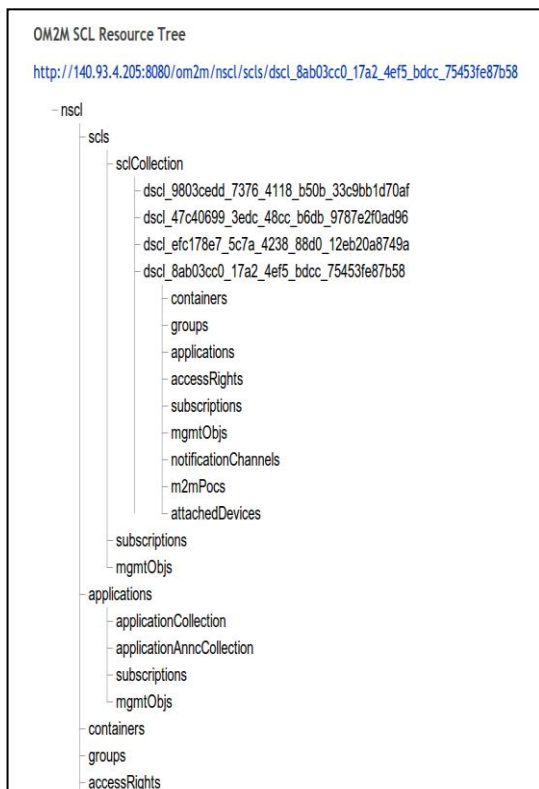 OM2M SCL Resource Tree
http://140.93.4.205:8080/om2m/nscl/scls/dscl_8ab03cc0_17a2_4ef5_bdcc_75453fe87b58
nscl
scls
sclCollection
dscl_9803cedd_7376_4118_b50b_33c9bb1d70af
dscl_47c40699_3edc_48cc_b6db_9787e2f0ad96
dscl_efc178e7_5c7a_4238_88d0_12eb20a8749a
dscl_8ab03cc0_17a2_4ef5_bdcc_75453fe87b58
containers
groups
applications
accessRights
subscriptions
mgmtObjs
notificationChannels
m2mPocs
attachedDevices
subscriptions
mgmtObjs
applications
applicationCollection
applicationAnncCollection
subscriptions
mgmtObjs
containers
groups
accessRights